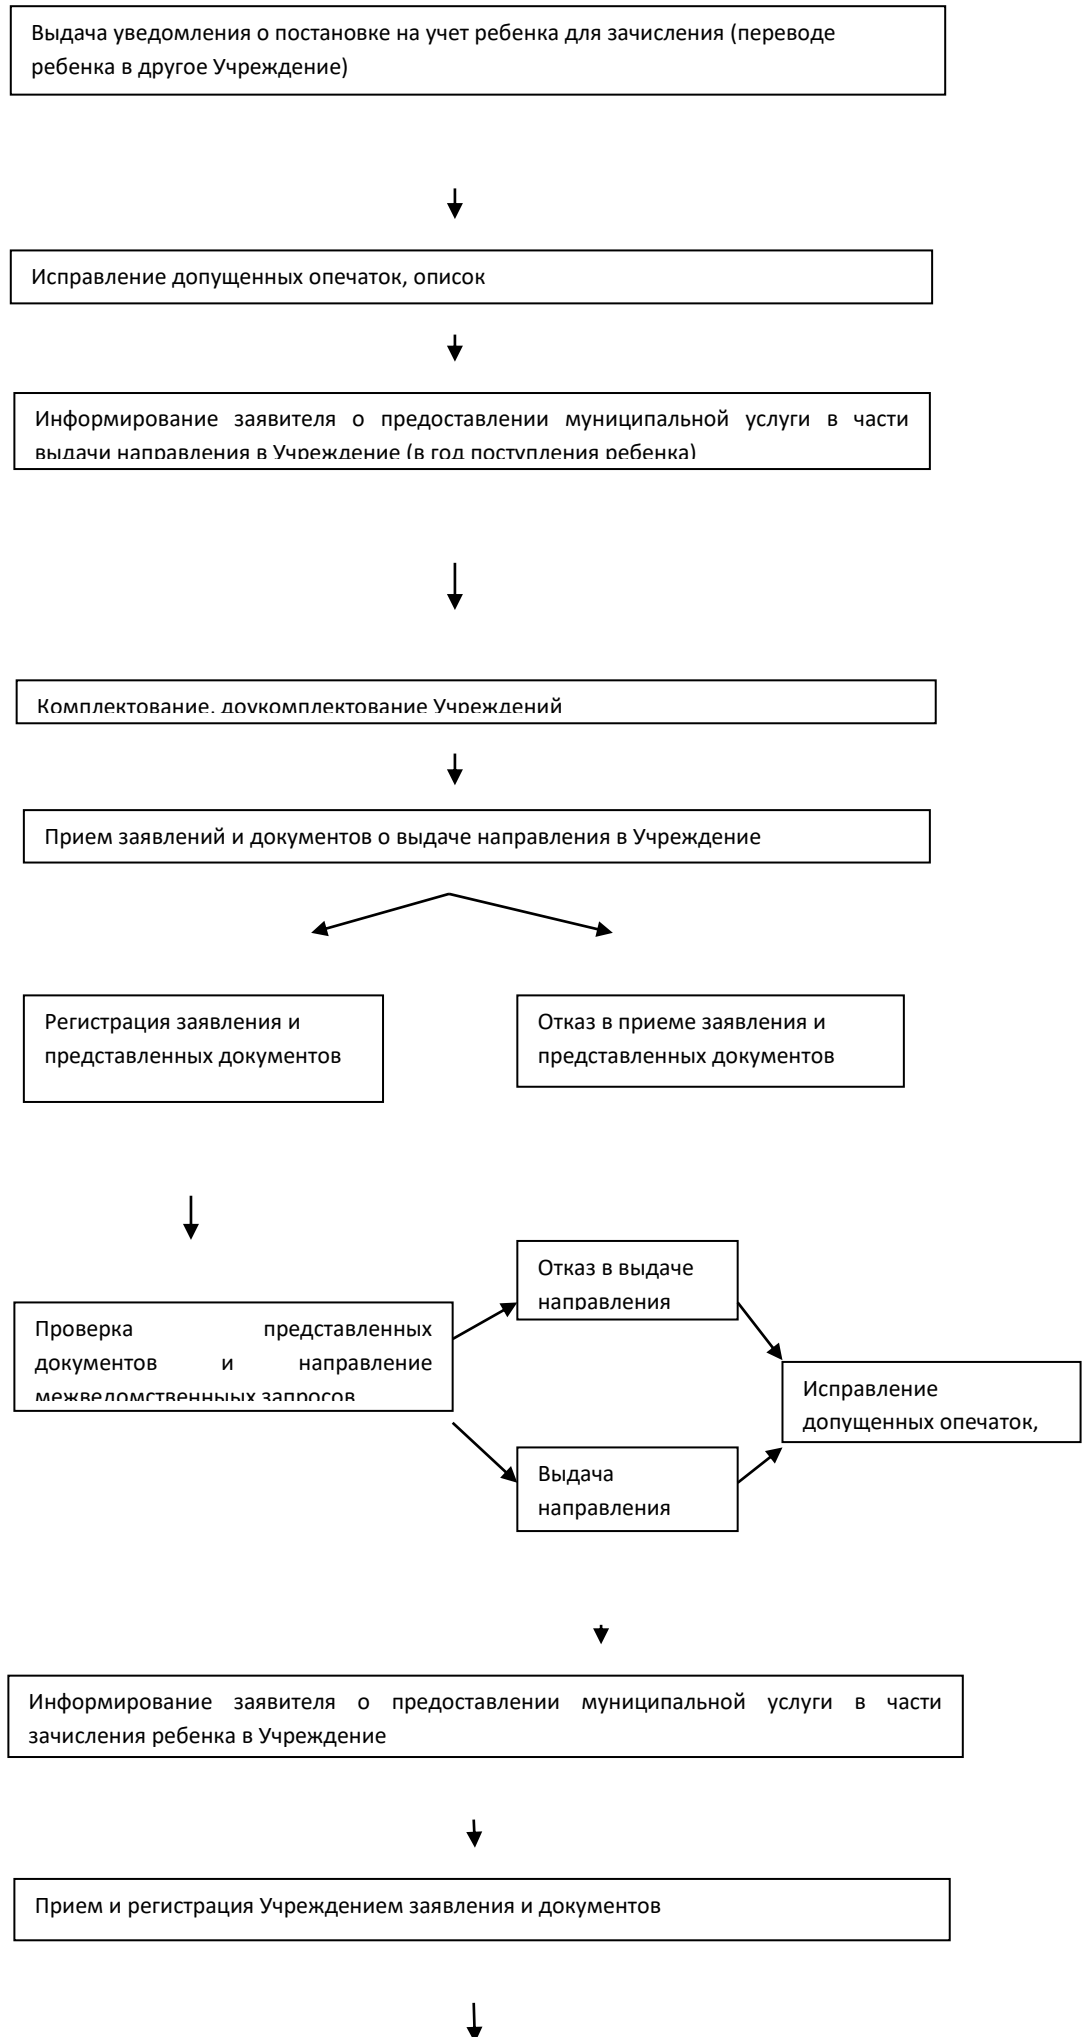 Выдача уведомления о постановке на учет ребенка для зачисления (переводе
ребенка в другое Учреждение)
Исправление допущенных опечаток, описок
Информирование заявителя о предоставлении муниципальной услуги в части
выдачи направления в Учреждение (в год поступления ребенка)
Комплектование, доукомплектование Учреждений
Прием заявлений и документов о выдаче направления в Учреждение
Регистрация заявления и
представленных документов
Отказ в приеме заявления и
представленных документов
Отказ в выдаче
направления
Проверка представленных
документов и направление
межведомственныых запросов
Исправление
допущенных опечаток,
Выдача
направления
Информирование заявителя о предоставлении муниципальной услуги в части
зачисления ребенка в Учреждение
Прием и регистрация Учреждением заявления и документов